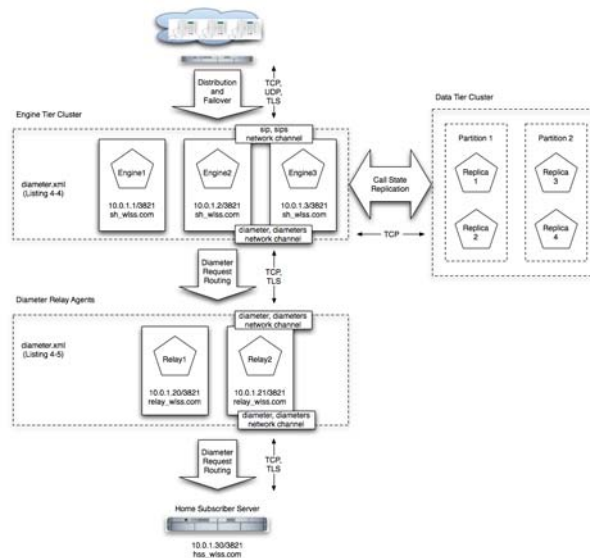 Distribution
and
Failover
TCP,
UDP,
TLS
Engine Tier Cluster
sip, sips
network channel
diameter.xml
(Listing 4-4)
Engine1
10.0.1.1/3821
sh_wlss.com
Engine2
10.0.1.2/3821
sh_wlss.com
Engine3
10.0.1.3/3821
sh_wlss.com
diameter, diameters
network channel
Call State
Replication
TCP
Data Tier Cluster
Partition 1
Replica
1
Replica
2
Partition 2
Replica
3
Replica
4
Diameter
Request
Routing
TCP,
TLS
Diameter Relay Agents
diameter, diameters
network channel
diameter.xml
(Listing 4-5)
Relay1
10.0.1.20/3821
relay_wlss.com
Relay2
10.0.1.21/3821
relay_wlss.com
diameter, diameters
network channel
Diameter
Request
Routing
TCP,
TLS
Home Subscriber Server
10.0.1.30/3821
hss_wlss.com